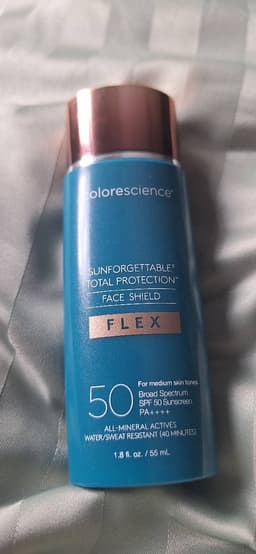 colorescience®
SUNFORGETTABLE®
TOTAL PROTECTION™
FACE SHIELD
FLEX
50
For medium skin tones
Broad Spectrum
SPF 50 Sunscreen
PA++++
ALL-MINERAL ACTIVES
WATER/SWEAT RESISTANT (40 MINUTES)
1.8 fl. oz. / 55 mL